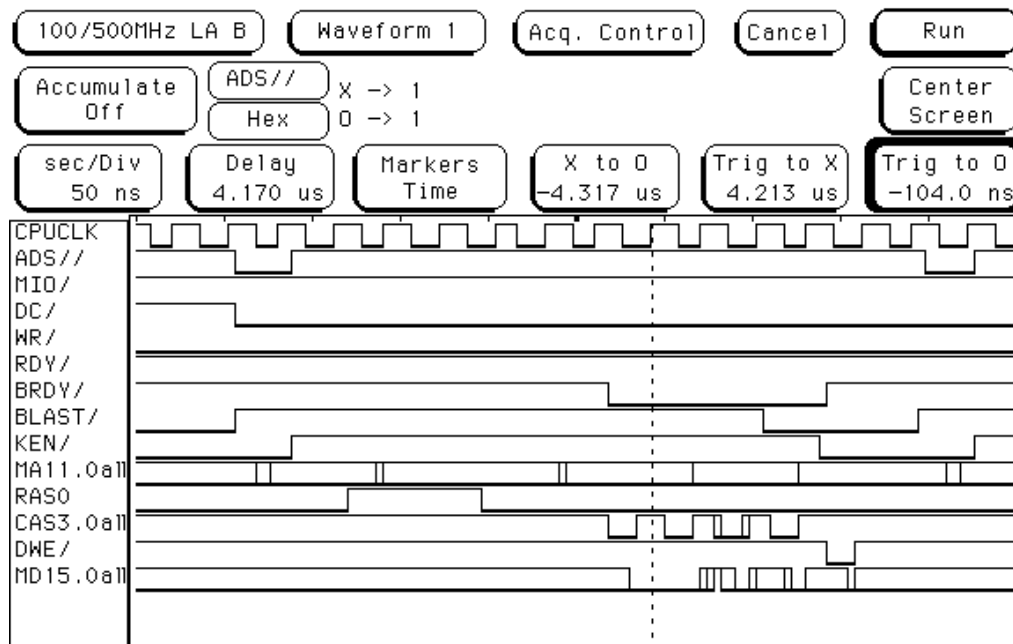 100/500MHz LA B
Waveform 1
Acq. Control
Cancel
Run
Accumulate
Off
ADS//
X -> 1
Hex
O -> 1
Center
Screen
sec/Div
50 ns
Delay
4.170 us
Markers
Time
X to O
-4.317 us
Trig to X
4.213 us
Trig to O
-104.0 ns
CPUCLK
ADS//
MIO/
DC/
WR/
RDY/
BRDY/
BLAST/
KEN/
MA11.0all
RAS0
CAS3.0all
DWE/
MD15.0all